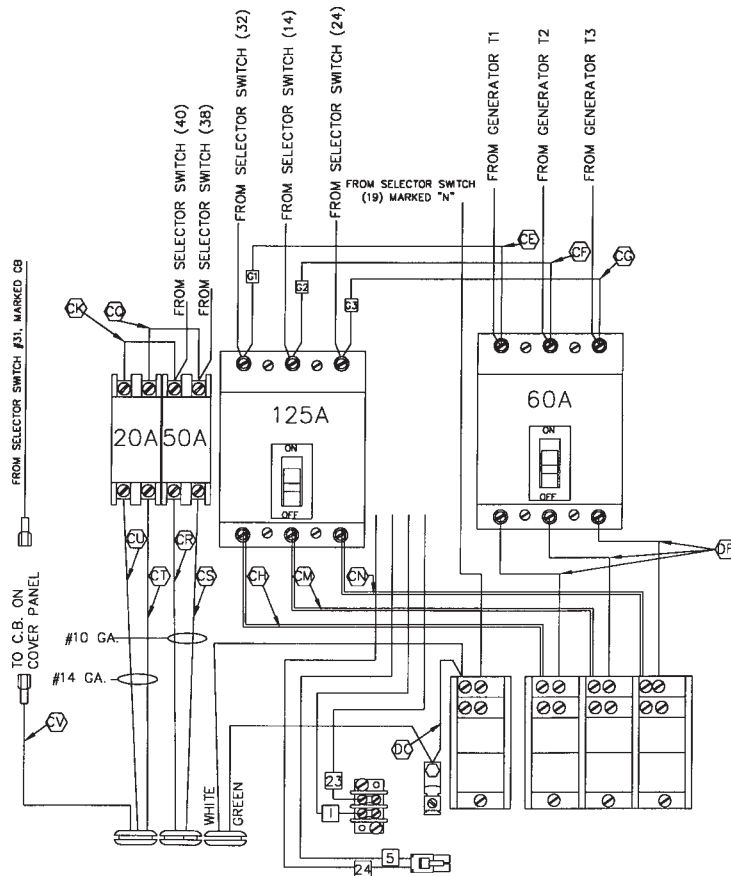 FROM SELECTOR SWITCH #31, MARKED CB
FROM SELECTOR SWITCH (40)
FROM SELECTOR SWITCH (38)
FROM SELECTOR SWITCH (32)
FROM SELECTOR SWITCH (14)
FROM SELECTOR SWITCH (24)
FROM SELECTOR SWITCH
(19) MARKED "N"
FROM GENERATOR T1
FROM GENERATOR T2
FROM GENERATOR T3
CE
CF
CG
G1
G2
G3
CK
CO
20A
50A
125A
ON
OFF
60A
ON
OFF
CU
CT
CR
CS
CH
CM
CN
DF
#10 GA.
#14 GA.
TO C.B. ON
COVER PANEL
CV
WHITE
GREEN
DC
23
1
5
24